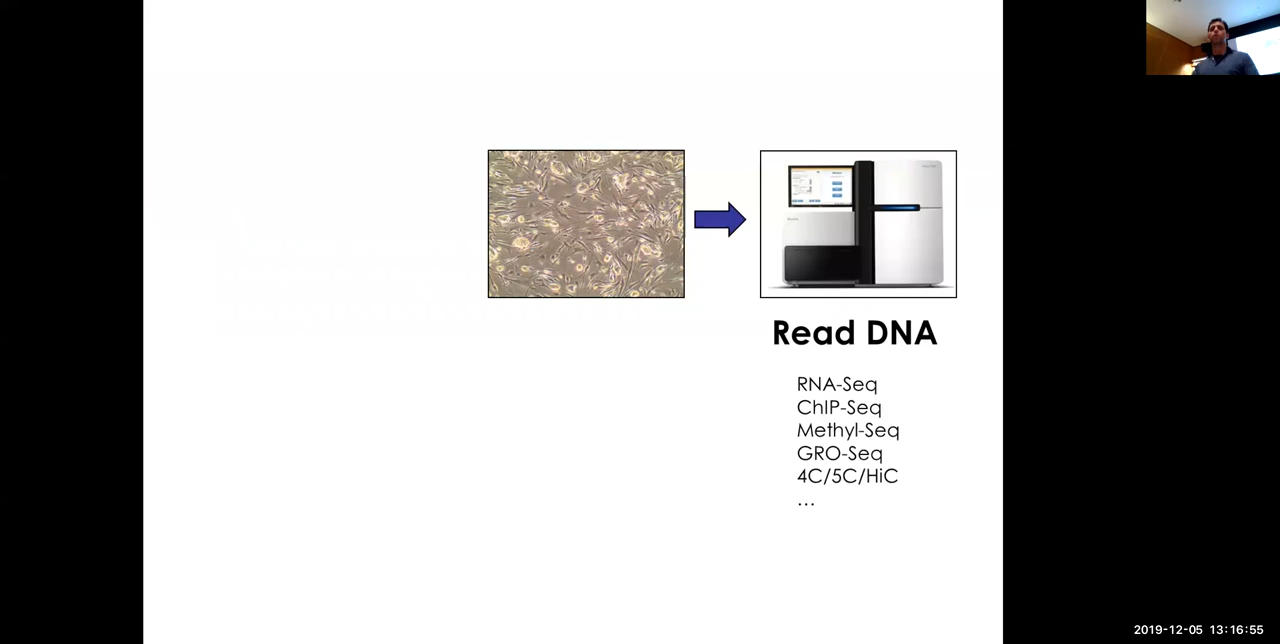 Read DNA
RNA-Seq
ChIP-Seq
Methyl-Seq
GRO-Seq
4C/5C/HiC
…
2019-12-05 13:16:55